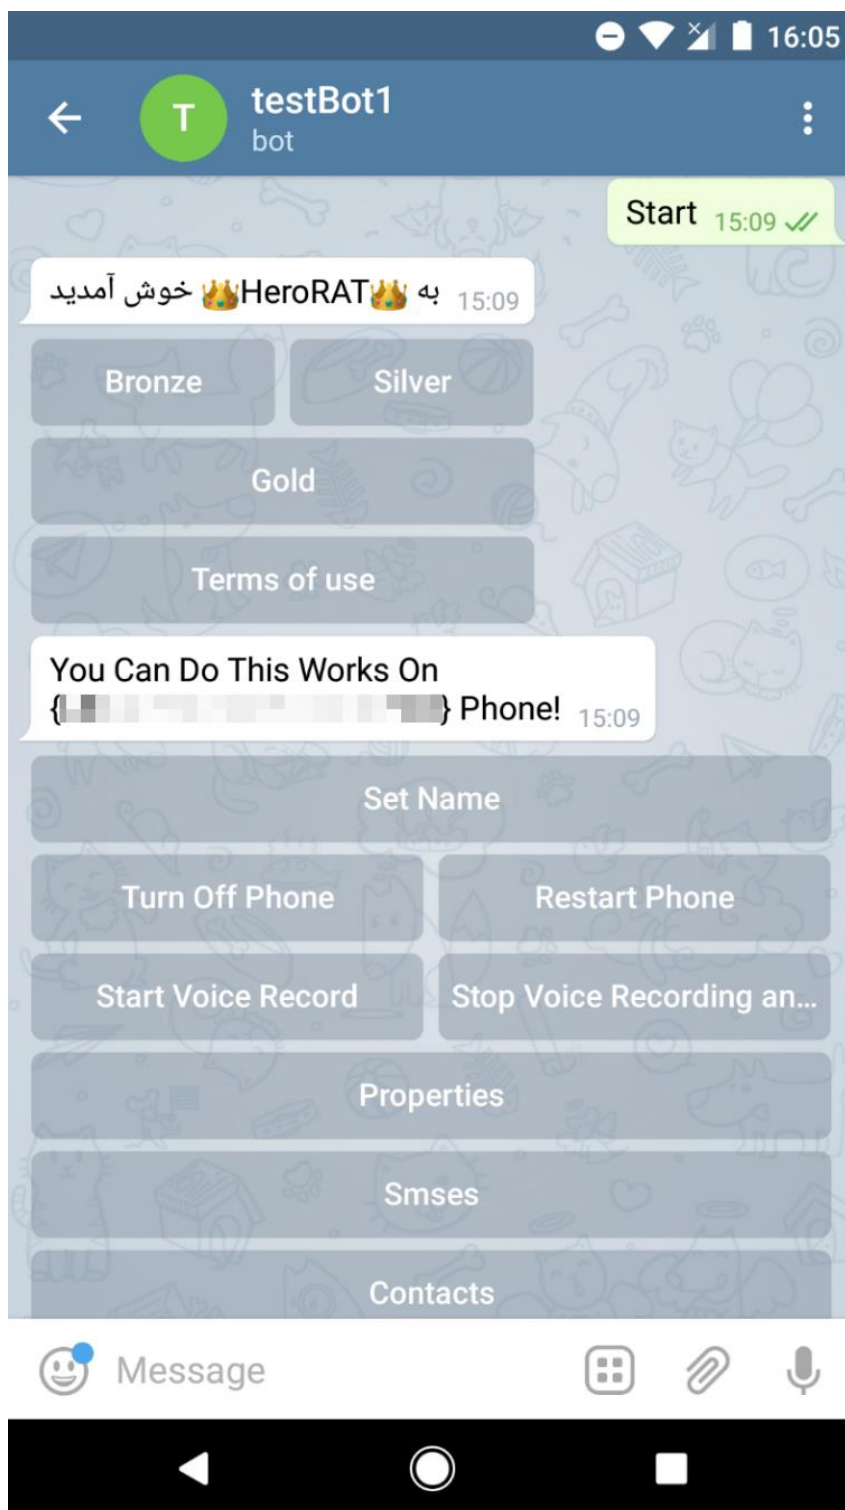 16:05
T
testBot1
bot
Start 15:09
به 👑HeroRAT👑 خوش آمدید 15:09
Bronze
Silver
Gold
Terms of use
You Can Do This Works On
{ } Phone! 15:09
Set Name
Turn Off Phone
Restart Phone
Start Voice Record
Stop Voice Recording an...
Properties
Smses
Contacts
Message